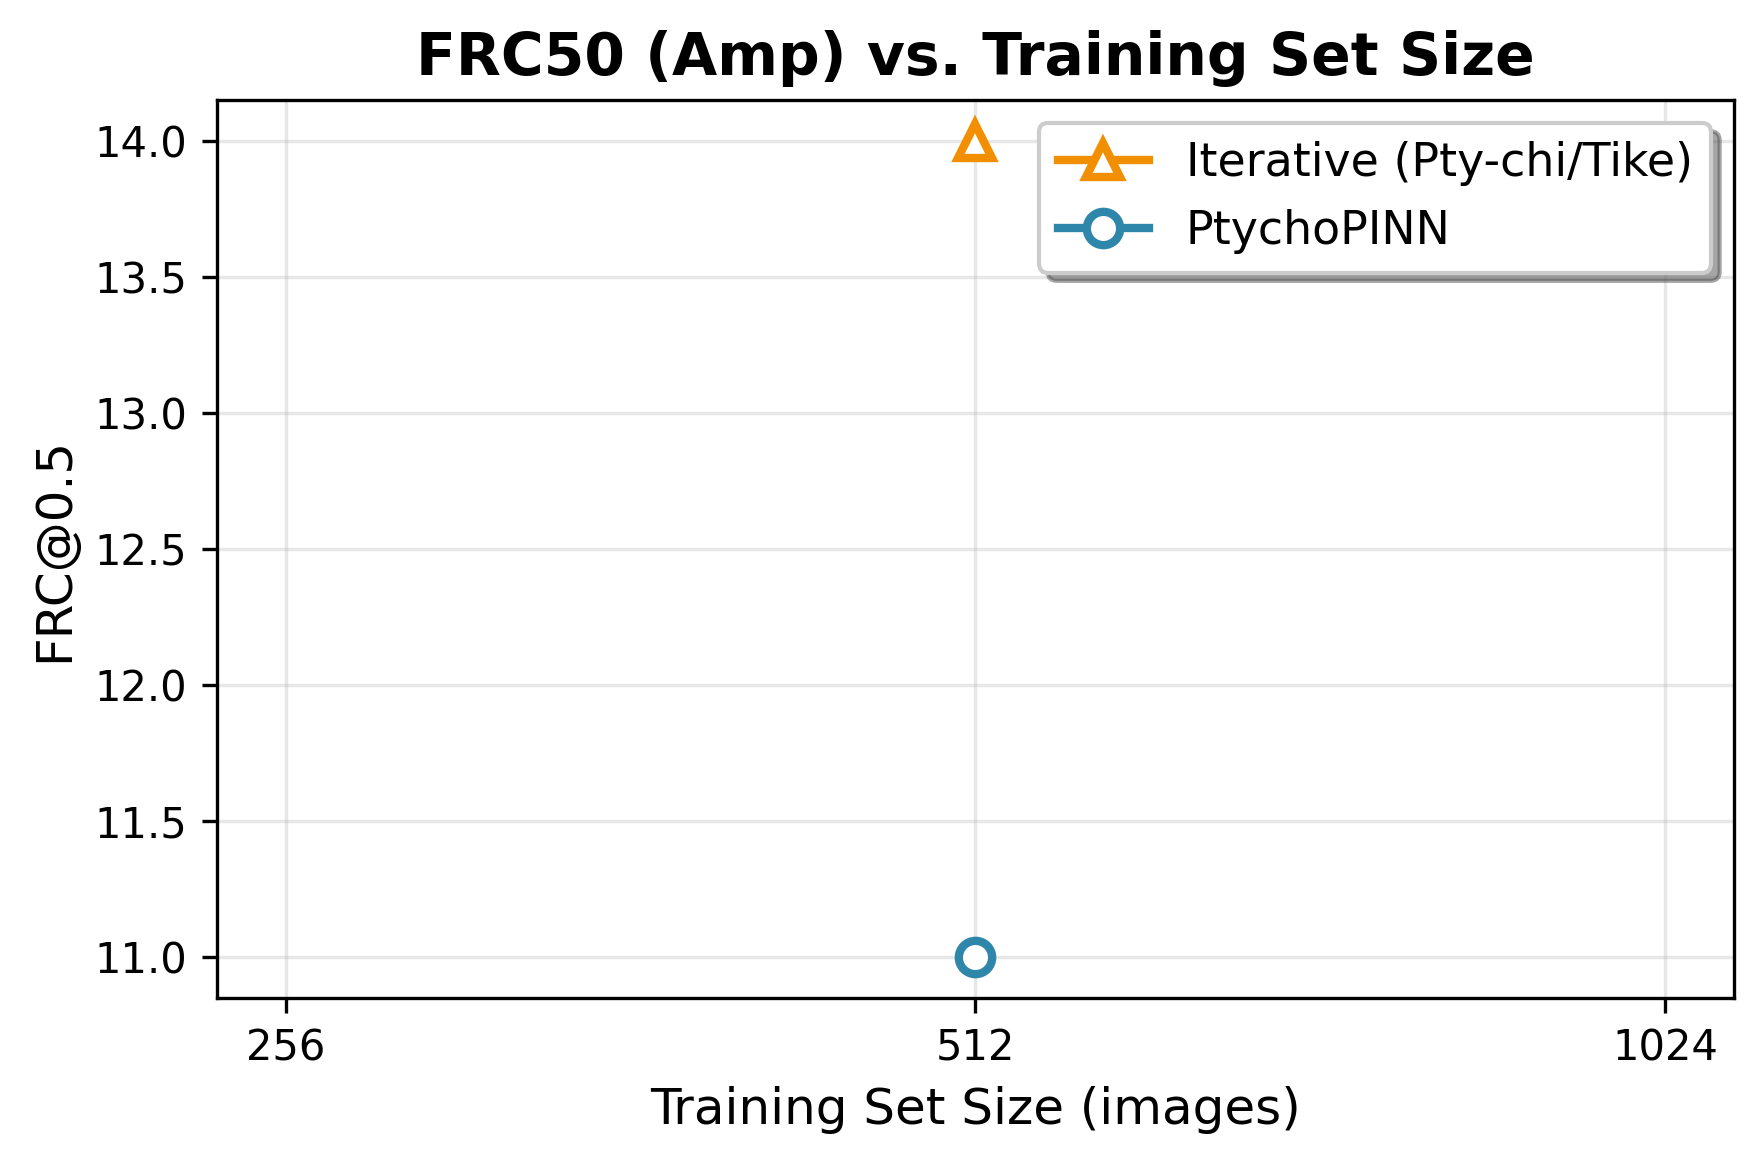 FRC50 (Amp) vs. Training Set Size
Iterative (Pty-chi/Tike)
PtychoPINN
14.0
13.5
13.0
12.5
12.0
11.5
11.0
FRC@0.5
256 512 1024
Training Set Size (images)